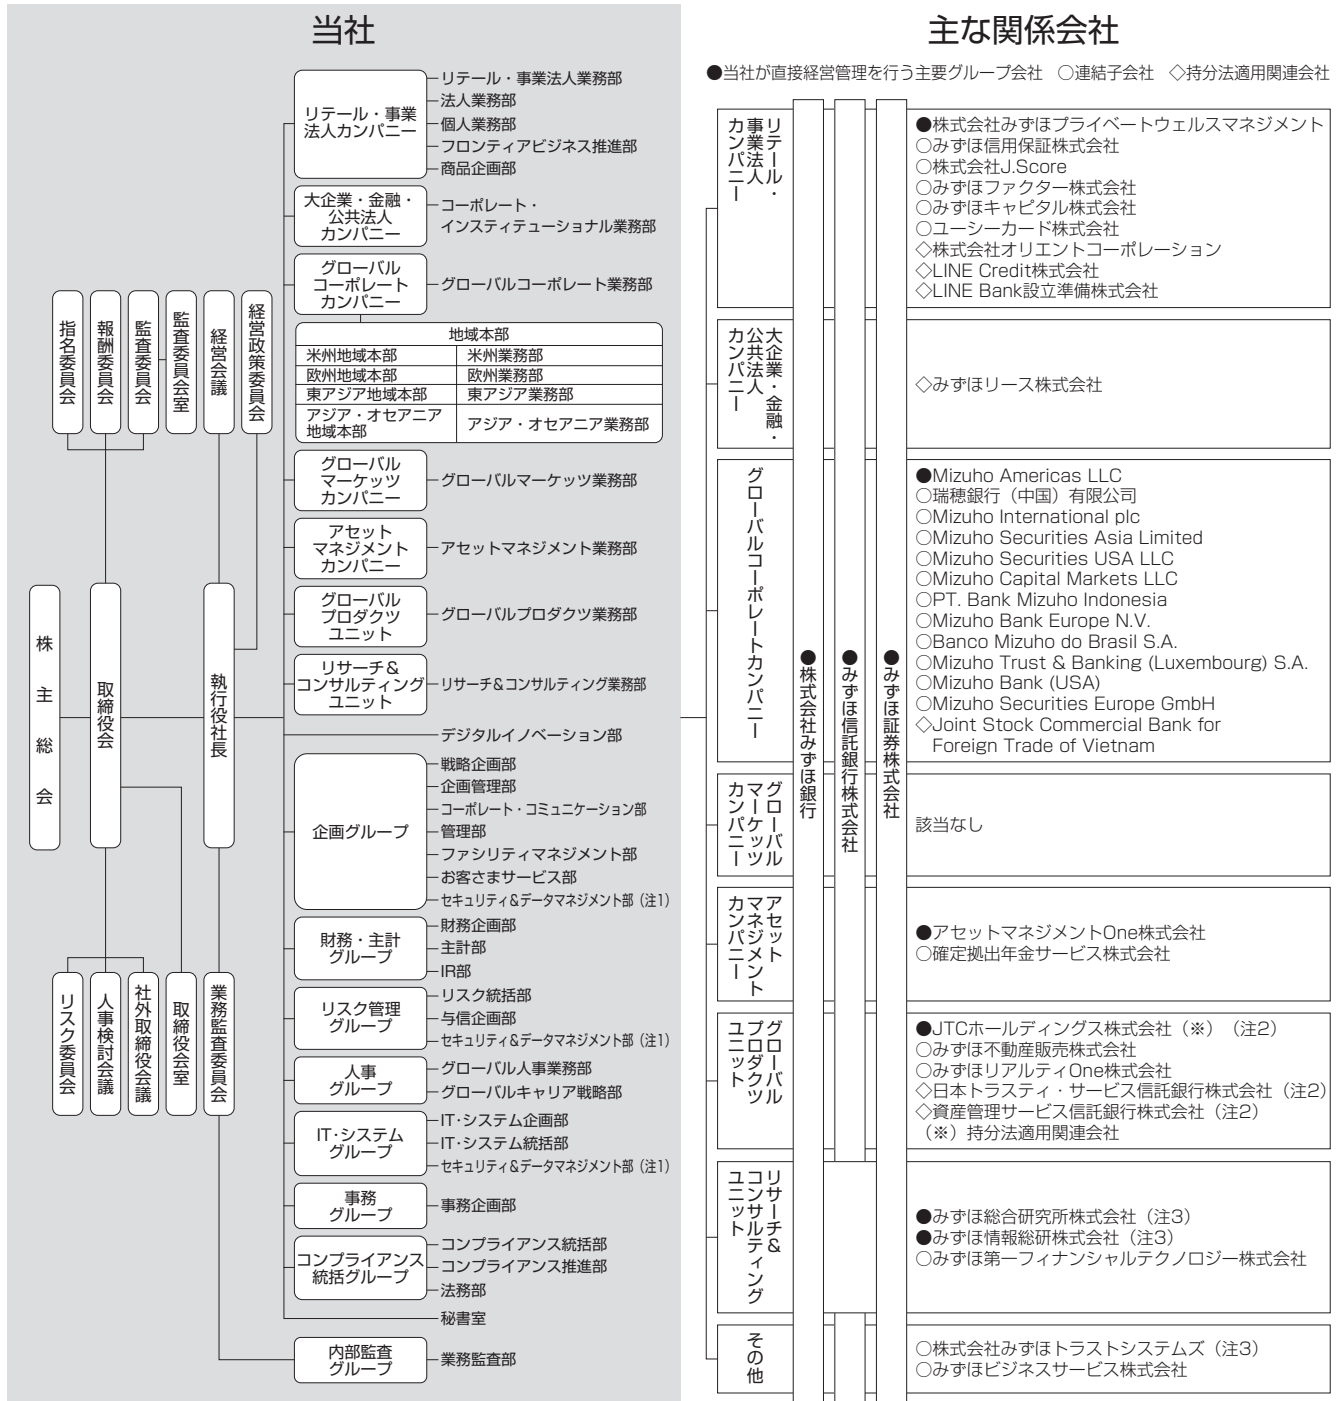 当社
リテール・事業
法人カンパニー
リテール・事業法人業務部
法人業務部
個人業務部
フロンティアビジネス推進部
商品企画部
大企業・金融・
公共法人
カンパニー
コーポレート・
インスティテューショナル業務部
グローバル
コーポレート
カンパニー
グローバルコーポレート業務部
地域本部
米州地域本部
米州業務部
欧州地域本部
欧州業務部
東アジア地域本部
東アジア業務部
アジア・オセアニア
地域本部
アジア・オセアニア業務部
指名委員会
報酬委員会
監査委員会
監査委員会室
経営会議
経営政策委員会
グローバル
マーケッツ
カンパニー
グローバルマーケッツ業務部
アセット
マネジメント
カンパニー
アセットマネジメント業務部
グローバル
プロダクツ
ユニット
グローバルプロダクツ業務部
リサーチ&
コンサルティング
ユニット
リサーチ&コンサルティング業務部
デジタルイノベーション部
株主総会
取締役会
執行役社長
企画グループ
戦略企画部
企画管理部
コーポレート・コミュニケーション部
管理部
ファシリティマネジメント部
お客さまサービス部
セキュリティ&データマネジメント部(注1)
財務・主計
グループ
財務企画部
主計部
IR部
リスク管理
グループ
リスク統括部
与信企画部
セキュリティ&データマネジメント部(注1)
人事
グループ
グローバル人事業務部
グローバルキャリア戦略部
IT・システム
グループ
IT・システム企画部
IT・システム統括部
セキュリティ&データマネジメント部(注1)
事務
グループ
事務企画部
コンプライアンス
統括グループ
コンプライアンス統括部
コンプライアンス推進部
法務部
秘書室
内部監査
グループ
業務監査部
リスク委員会
人事検討会議
社外取締役会議
取締役会室
業務監査委員会
主な関係会社
●当社が直接経営管理を行う主要グループ会社 ○連結子会社 ◇持分法適用関連会社
リテール・
事業法人
カンパニー
●株式会社みずほプライベートウェルスマネジメント
○みずほ信用保証株式会社
○株式会社J.Score
○みずほファクター株式会社
○みずほキャピタル株式会社
○ユーシーカード株式会社
◇株式会社オリエントコーポレーション
◇LINE Credit株式会社
◇LINE Bank設立準備株式会社
大企業・金融・
公共法人
カンパニー
◇みずほリース株式会社
グローバルコーポレートカンパニー
●Mizuho Americas LLC
○瑞穂銀行(中国)有限公司
○Mizuho International plc
○Mizuho Securities Asia Limited
○Mizuho Securities USA LLC
○Mizuho Capital Markets LLC
○PT. Bank Mizuho Indonesia
○Mizuho Bank Europe N.V.
○Banco Mizuho do Brasil S.A.
○Mizuho Trust & Banking (Luxembourg) S.A.
○Mizuho Bank (USA)
○Mizuho Securities Europe GmbH
◇Joint Stock Commercial Bank for
Foreign Trade of Vietnam
●株式会社みずほ銀行
●みずほ信託銀行株式会社
●みずほ証券株式会社
グローバル
マーケッツ
カンパニー
該当なし
アセット
マネジメント
カンパニー
●アセットマネジメントOne株式会社
○確定拠出年金サービス株式会社
グローバル
プロダクツ
ユニット
●JTCホールディングス株式会社(※)(注2)
○みずほ不動産販売株式会社
○みずほリアルティOne株式会社
◇日本トラスティ・サービス信託銀行株式会社(注2)
◇資産管理サービス信託銀行株式会社(注2)
(※)持分法適用関連会社
リサーチ&
コンサルティング
ユニット
●みずほ総合研究所株式会社(注3)
●みずほ情報総研株式会社(注3)
○みずほ第一フィナンシャルテクノロジー株式会社
その他
○株式会社みずほトラストシステムズ(注3)
○みずほビジネスサービス株式会社